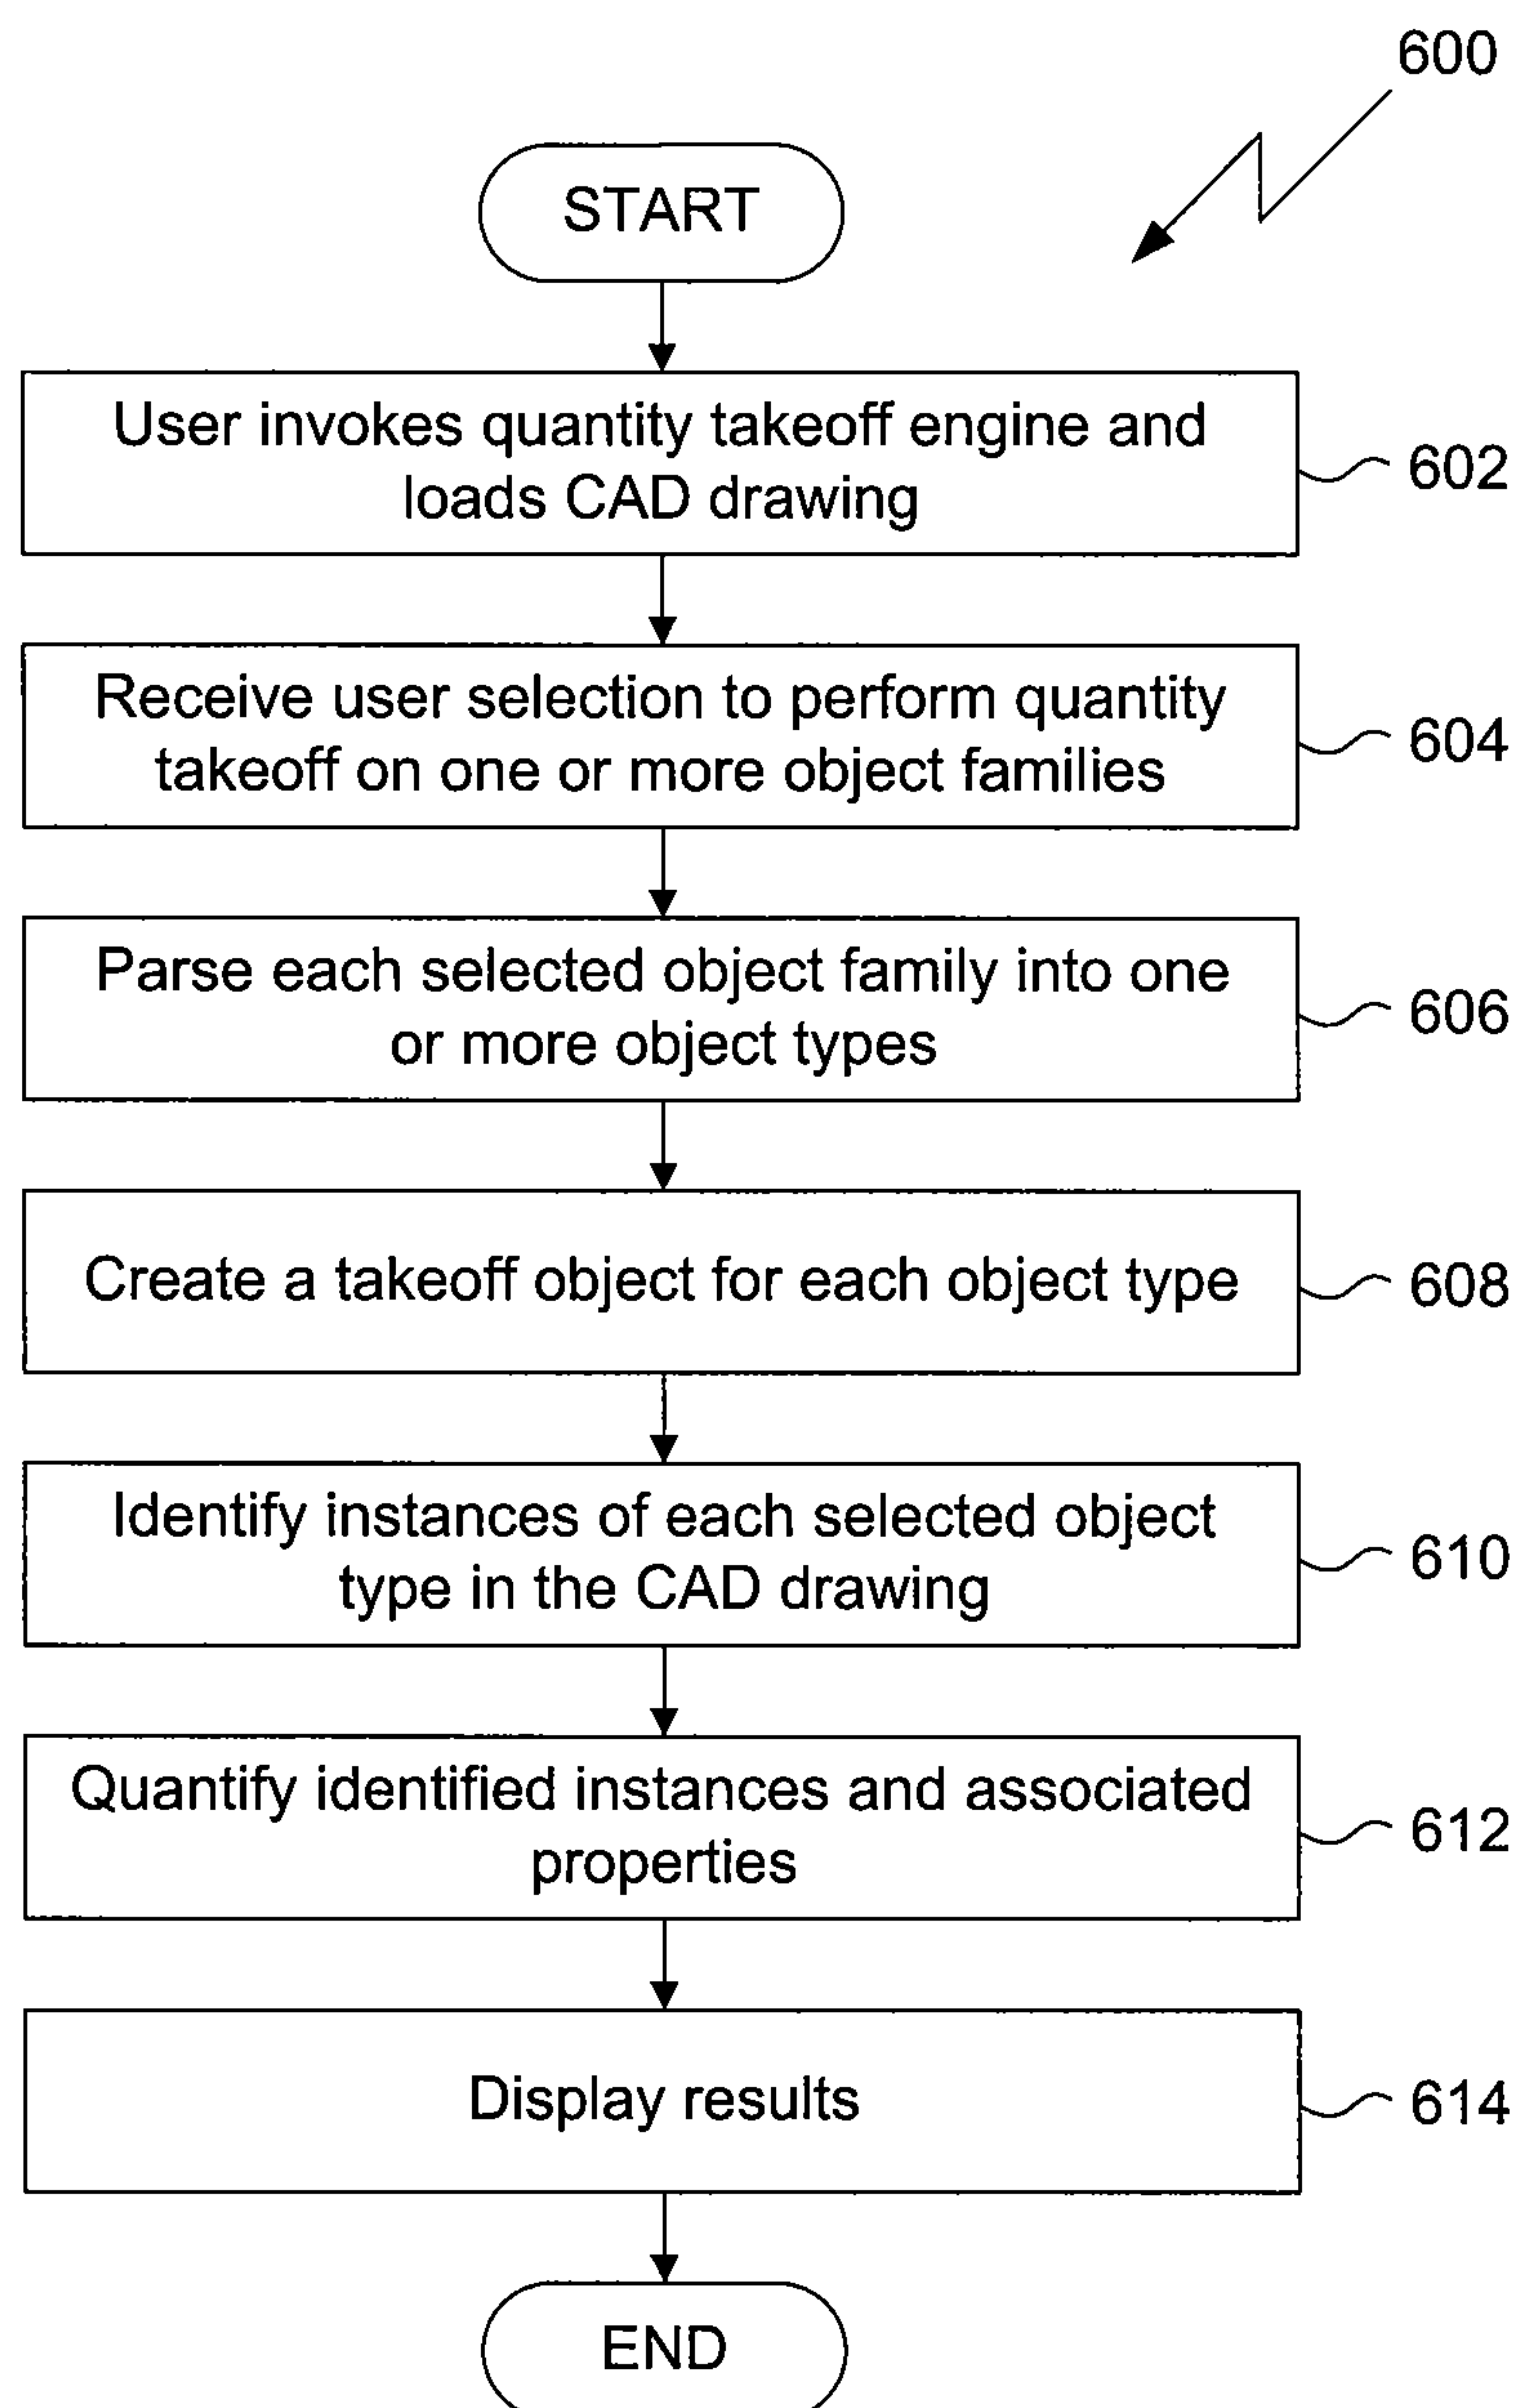 600
START
User invokes quantity takeoff engine and
loads CAD drawing
602
Receive user selection to perform quantity
takeoff on one or more object families
604
Parse each selected object family into one
or more object types
606
Create a takeoff object for each object type
608
Identify instances of each selected object
type in the CAD drawing
610
Quantify identified instances and associated
properties
612
Display results
614
END